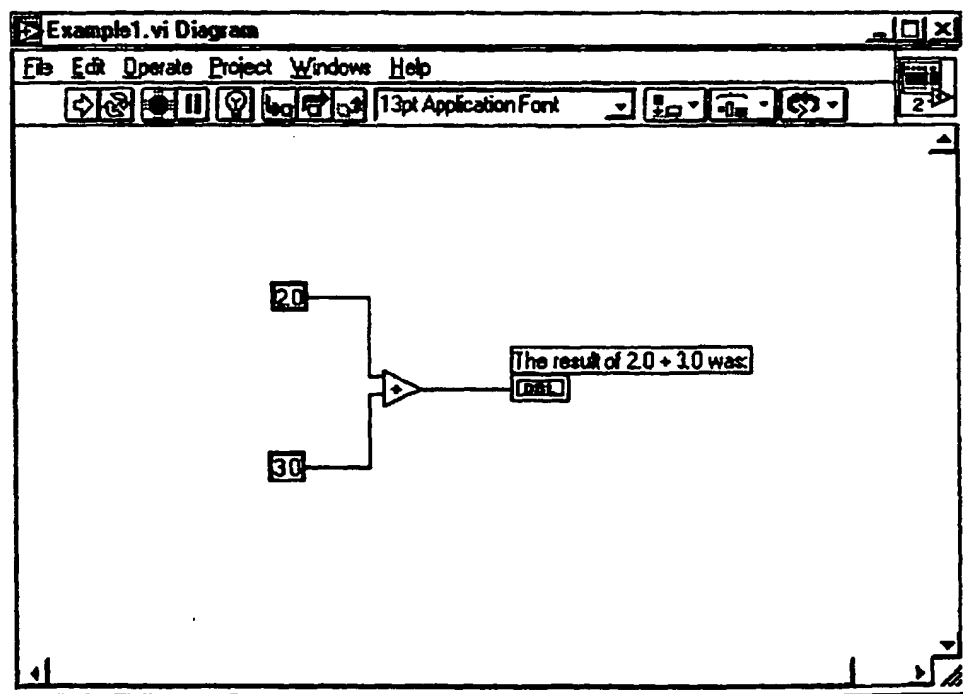 Example1.vi Diagram
File Edit Operate Project Windows Help
13pt Application Font
2
2.0
The result of 2.0 + 3.0 was:
+
DBL
3.0